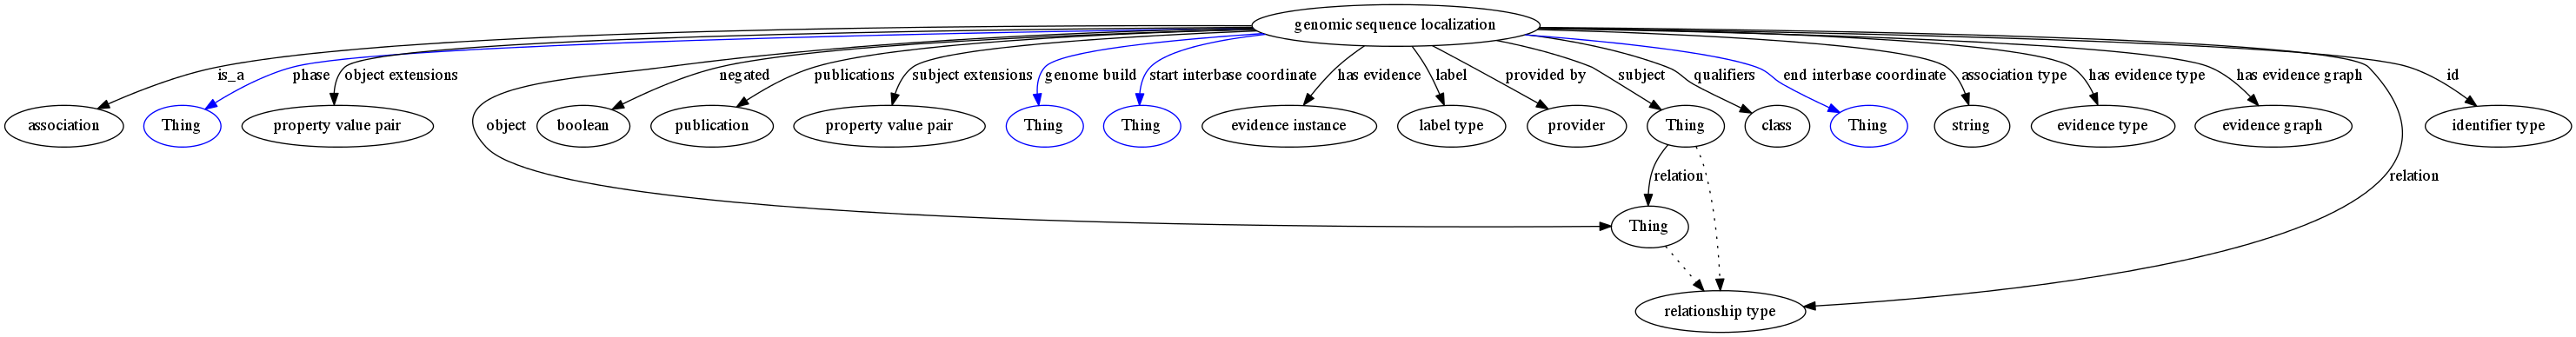 genomic sequence localization
is_a
phase
object extensions
negated
publications
subject extensions
genome build
start interbase coordinate
has evidence
label
provided by
subject
qualifiers
end interbase coordinate
association type
has evidence type
has evidence graph
id
association
Thing
property value pair
object
boolean
publication
property value pair
Thing
Thing
evidence instance
label type
provider
Thing
class
Thing
string
evidence type
evidence graph
identifier type
relation
relation
Thing
relationship type